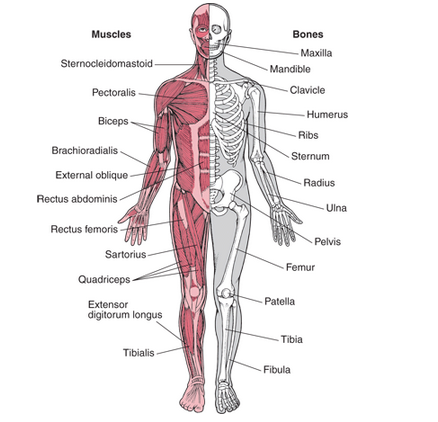 Muscles
Sternocleidomastoid
Pectoralis
Biceps
Brachioradialis
External oblique
Rectus abdominis
Rectus femoris
Sartorius
Quadriceps
Extensor
digitorum longus
Tibialis
Bones
Maxilla
Mandible
Clavicle
Humerus
Ribs
Sternum
Radius
Ulna
Pelvis
Femur
Patella
Tibia
Fibula